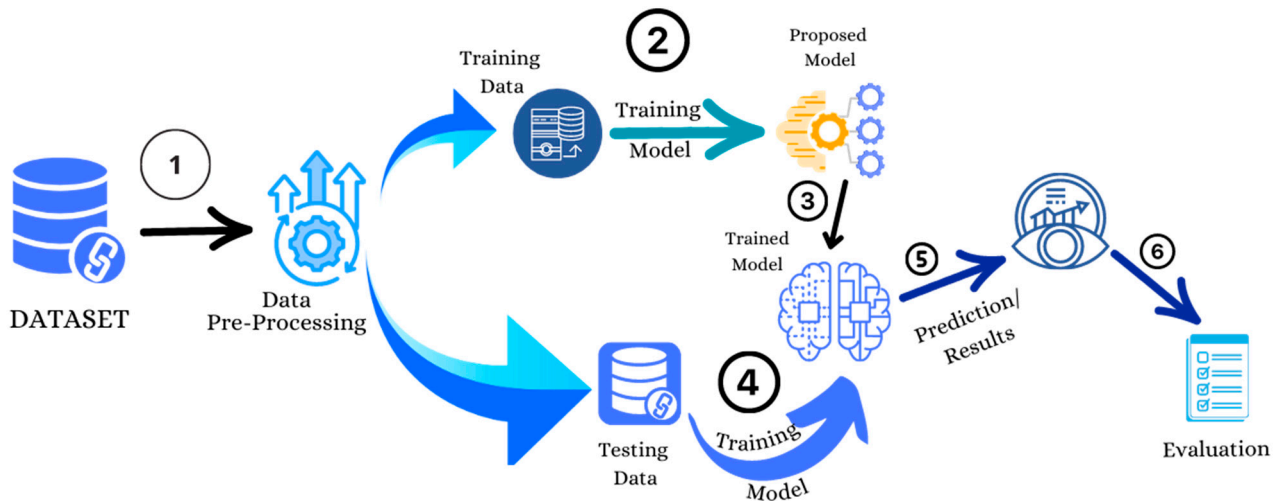 DATASET
1
Data
Pre-Processing
Training
Data
2
Training
Model
Proposed
Model
3
Trained
Model
Testing
Data
4
Training
Model
5
Prediction/
Results
6
Evaluation